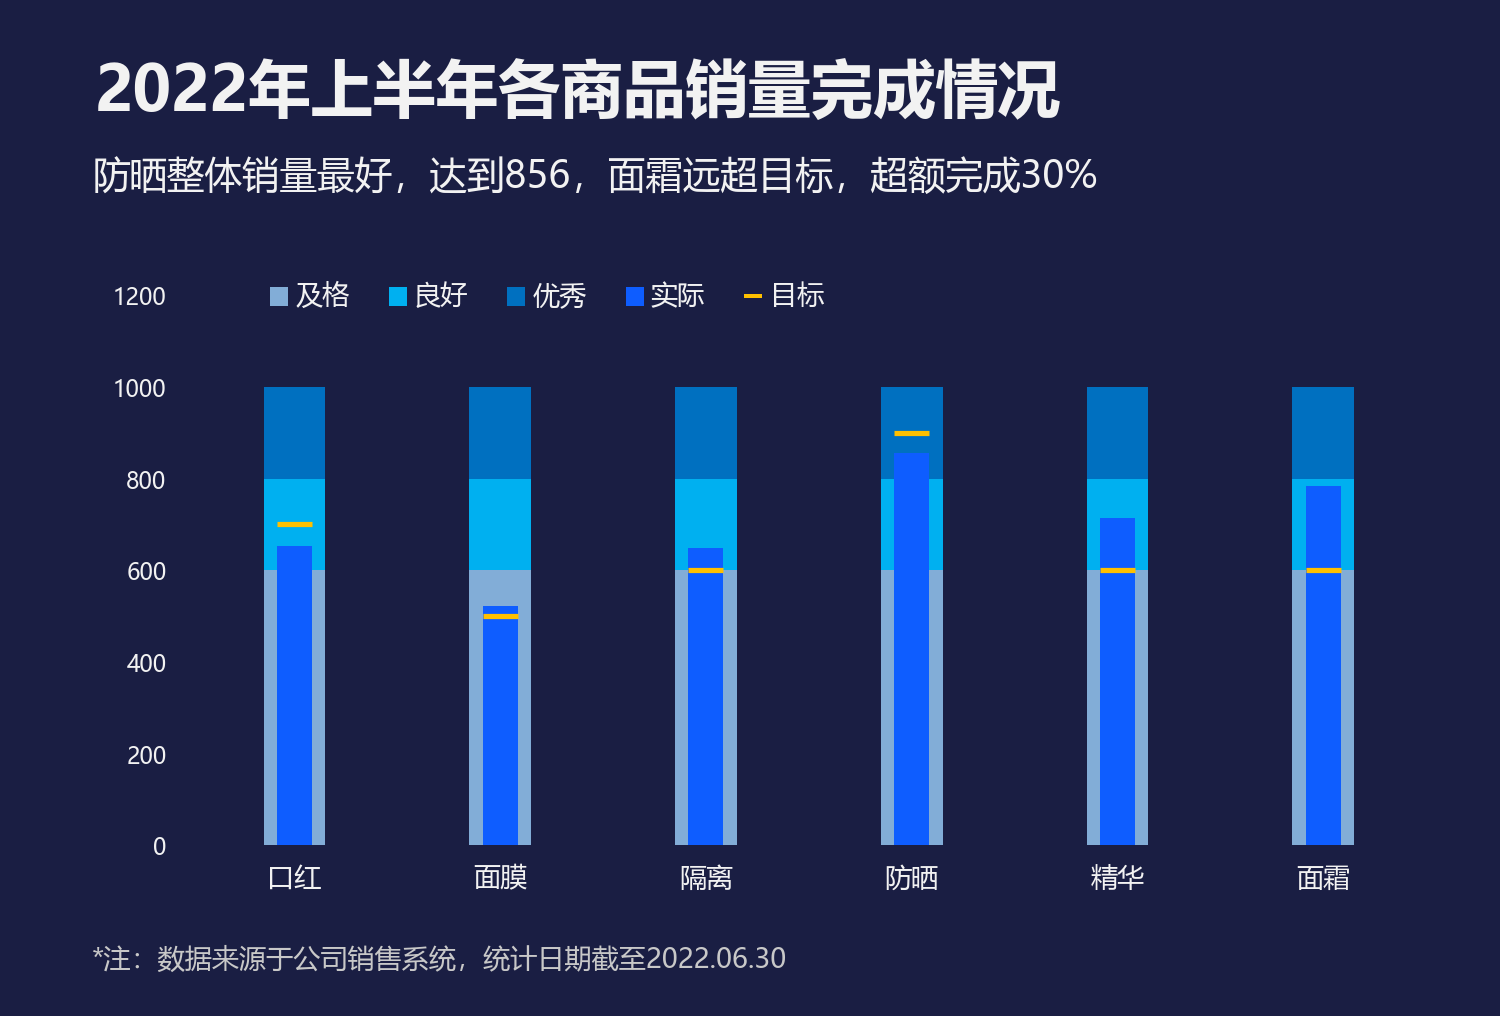 2022年上半年各商品销量完成情况
防晒整体销量最好，达到856，面霜远超目标，超额完成30%
及格 良好 优秀 实际 目标
1200
1000
800
600
400
200
0
口红 面膜 隔离 防晒 精华 面霜
*注：数据来源于公司销售系统，统计日期截至2022.06.30